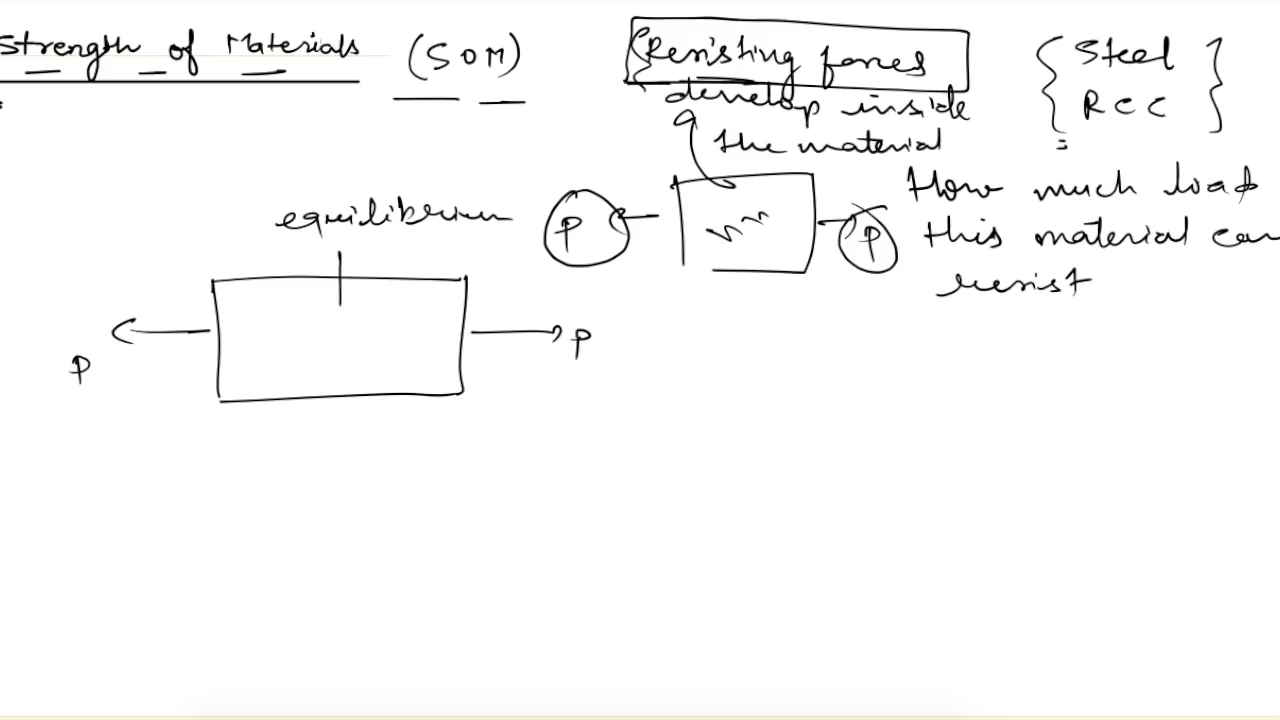 Strength of Materials (SOM)
Resisting forces
develop inside
the material
Steel
RCC
How much load
this material can
resist
equilibrium
P
P
P
P